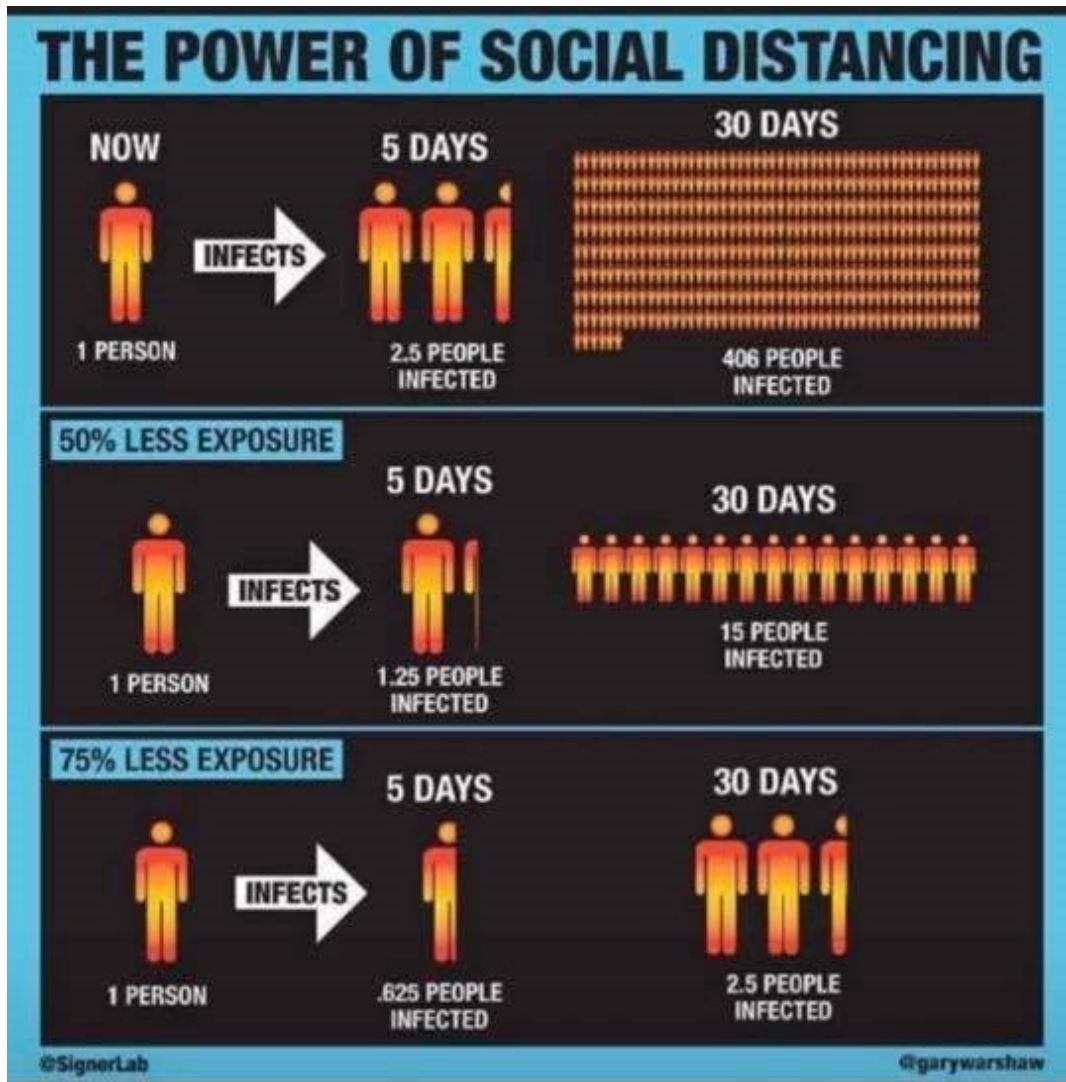 THE POWER OF SOCIAL DISTANCING
NOW
5 DAYS
30 DAYS
INFECTS
1 PERSON
2.5 PEOPLE
INFECTED
406 PEOPLE
INFECTED
50% LESS EXPOSURE
5 DAYS
30 DAYS
INFECTS
1 PERSON
1.25 PEOPLE
INFECTED
15 PEOPLE
INFECTED
75% LESS EXPOSURE
5 DAYS
30 DAYS
INFECTS
1 PERSON
.625 PEOPLE
INFECTED
2.5 PEOPLE
INFECTED
@SignerLab
@garywarshaw